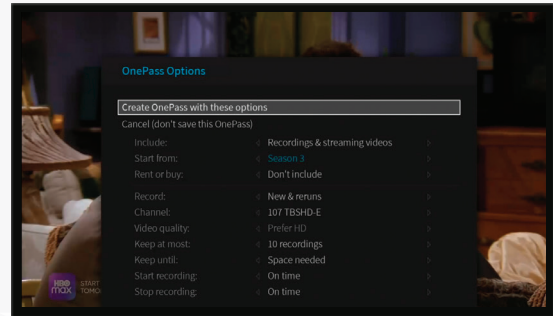 OnePass Options
Create OnePass with these options
Cancel (don't save this OnePass)
Include: Recordings & streaming videos
Start from: Season 3
Rent or buy: Don't include
Record: New & reruns
Channel: 107 TBSHD-E
Video quality: Prefer HD
Keep at most: 10 recordings
Keep until: Space needed
Start recording: On time
Stop recording: On time
HBO
max
START
TOMO